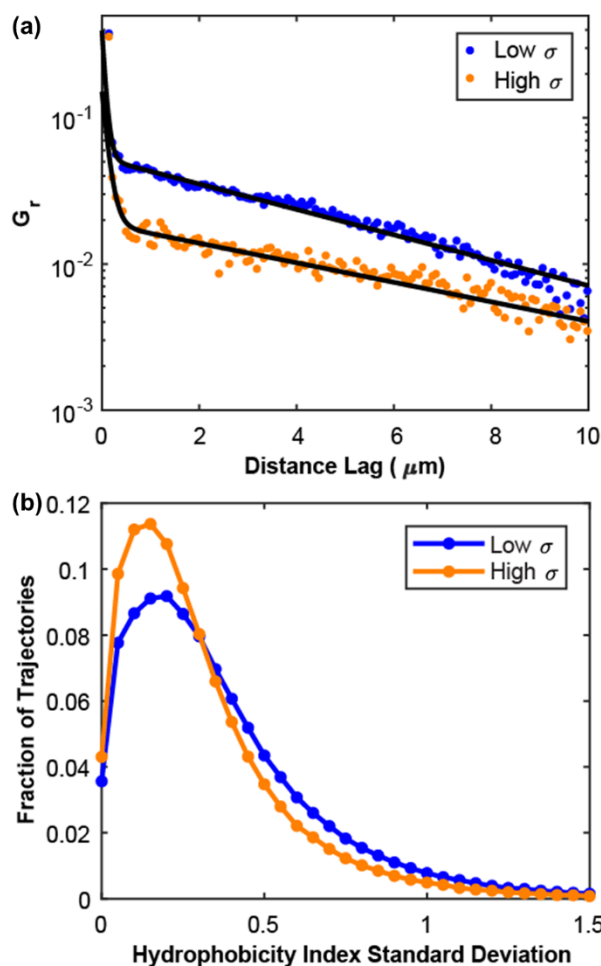 (a)
Low σ
High σ
10-1
10-2
10-3
G r
0 2 4 6 8 10
Distance Lag ( μm)
(b)
0.12
0.1
0.08
0.06
0.04
0.02
0
Low σ
High σ
Fraction of Trajectories
0 0.5 1 1.5
Hydrophobicity Index Standard Deviation